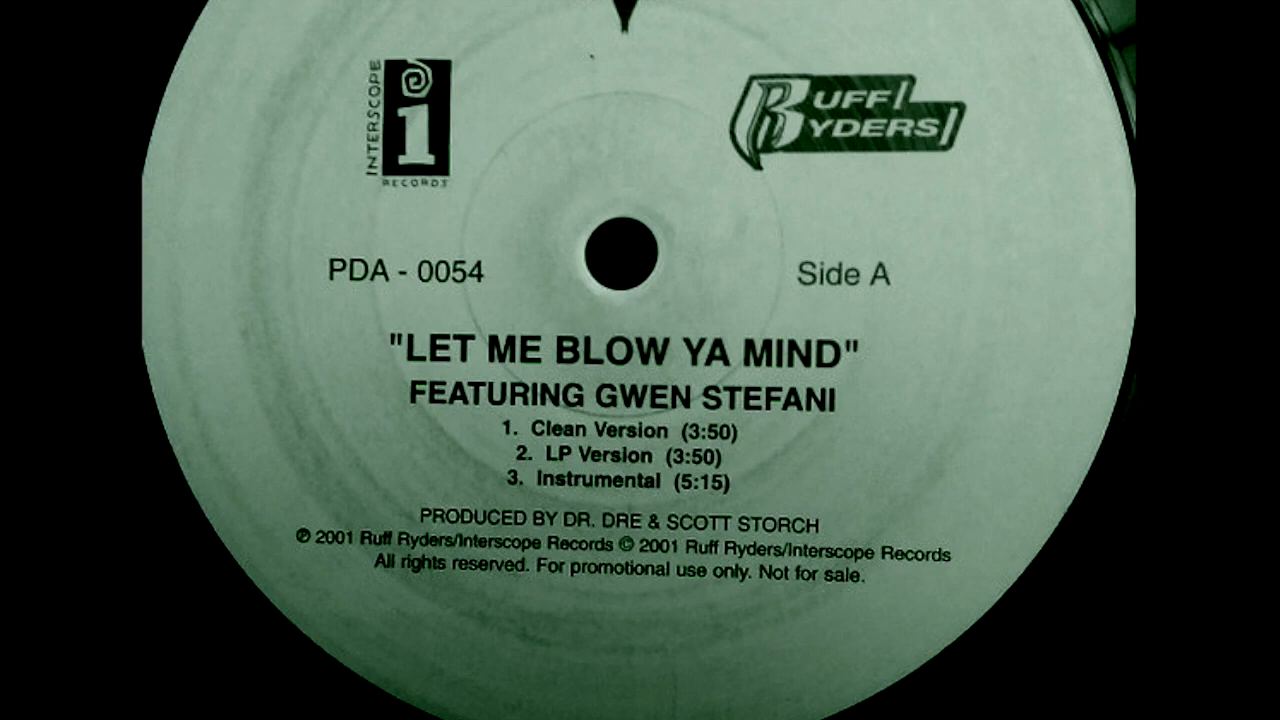 INTERSCOPE
RECORDS
RUFF
RYDERS
PDA - 0054
Side A
"LET ME BLOW YA MIND"
FEATURING GWEN STEFANI
1. Clean Version (3:50)
2. LP Version (3:50)
3. Instrumental (5:15)
PRODUCED BY DR. DRE & SCOTT STORCH
℗ 2001 Ruff Ryders/Interscope Records © 2001 Ruff Ryders/Interscope Records
All rights reserved. For promotional use only. Not for sale.